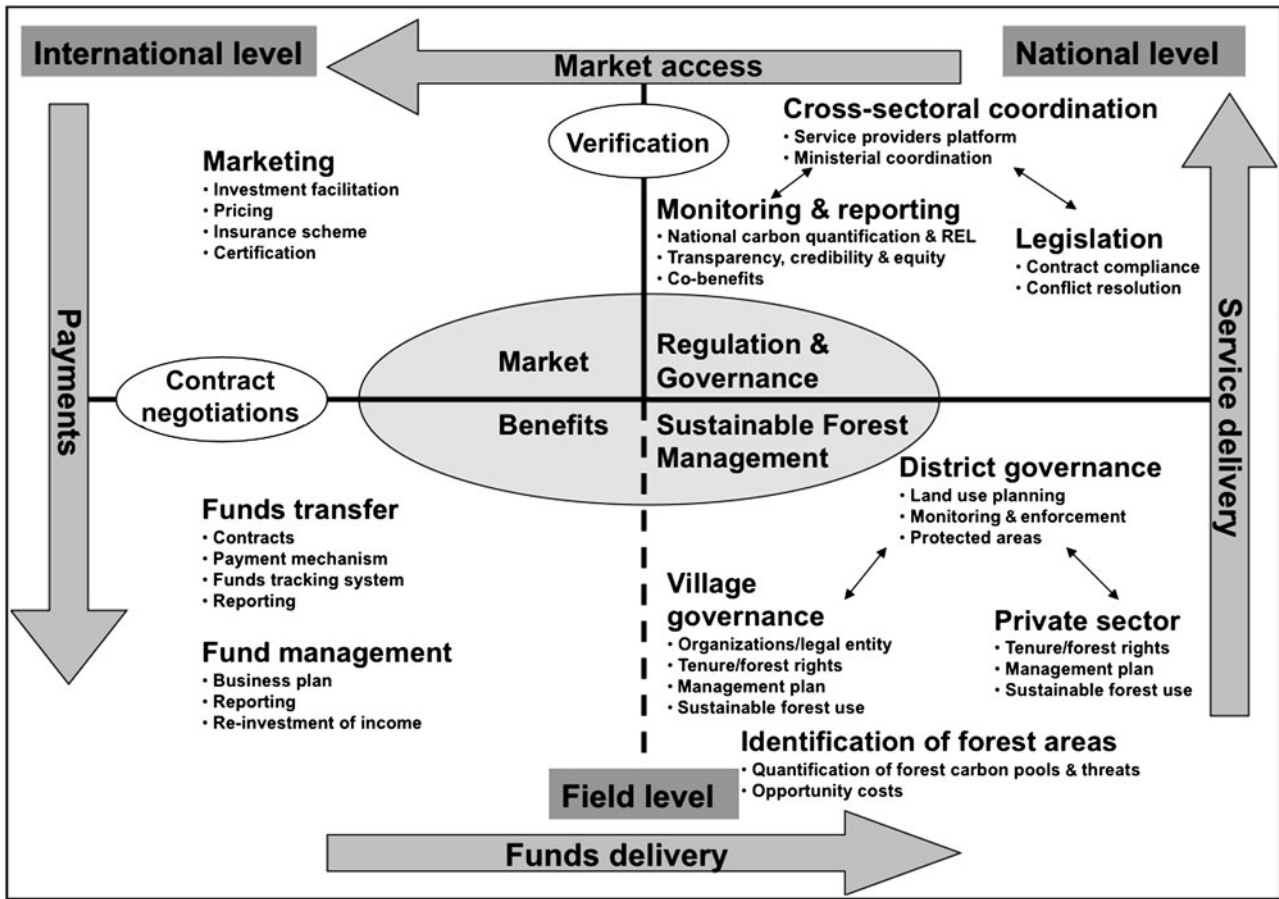 International level
Market access
National level
Verification
Cross-sectoral coordination
• Service providers platform
• Ministerial coordination
Marketing
• Investment facilitation
• Pricing
• Insurance scheme
• Certification
Monitoring & reporting
• National carbon quantification & REL
• Transparency, credibility & equity
• Co-benefits
Legislation
• Contract compliance
• Conflict resolution
Payments
Service delivery
Contract
negotiations
Market
Regulation &
Governance
Benefits
Sustainable Forest
Management
Funds transfer
• Contracts
• Payment mechanism
• Funds tracking system
• Reporting
Fund management
• Business plan
• Reporting
• Re-investment of income
District governance
• Land use planning
• Monitoring & enforcement
• Protected areas
Village
governance
• Organizations/legal entity
• Tenure/forest rights
• Management plan
• Sustainable forest use
Private sector
• Tenure/forest rights
• Management plan
• Sustainable forest use
Identification of forest areas
• Quantification of forest carbon pools & threats
• Opportunity costs
Field level
Funds delivery